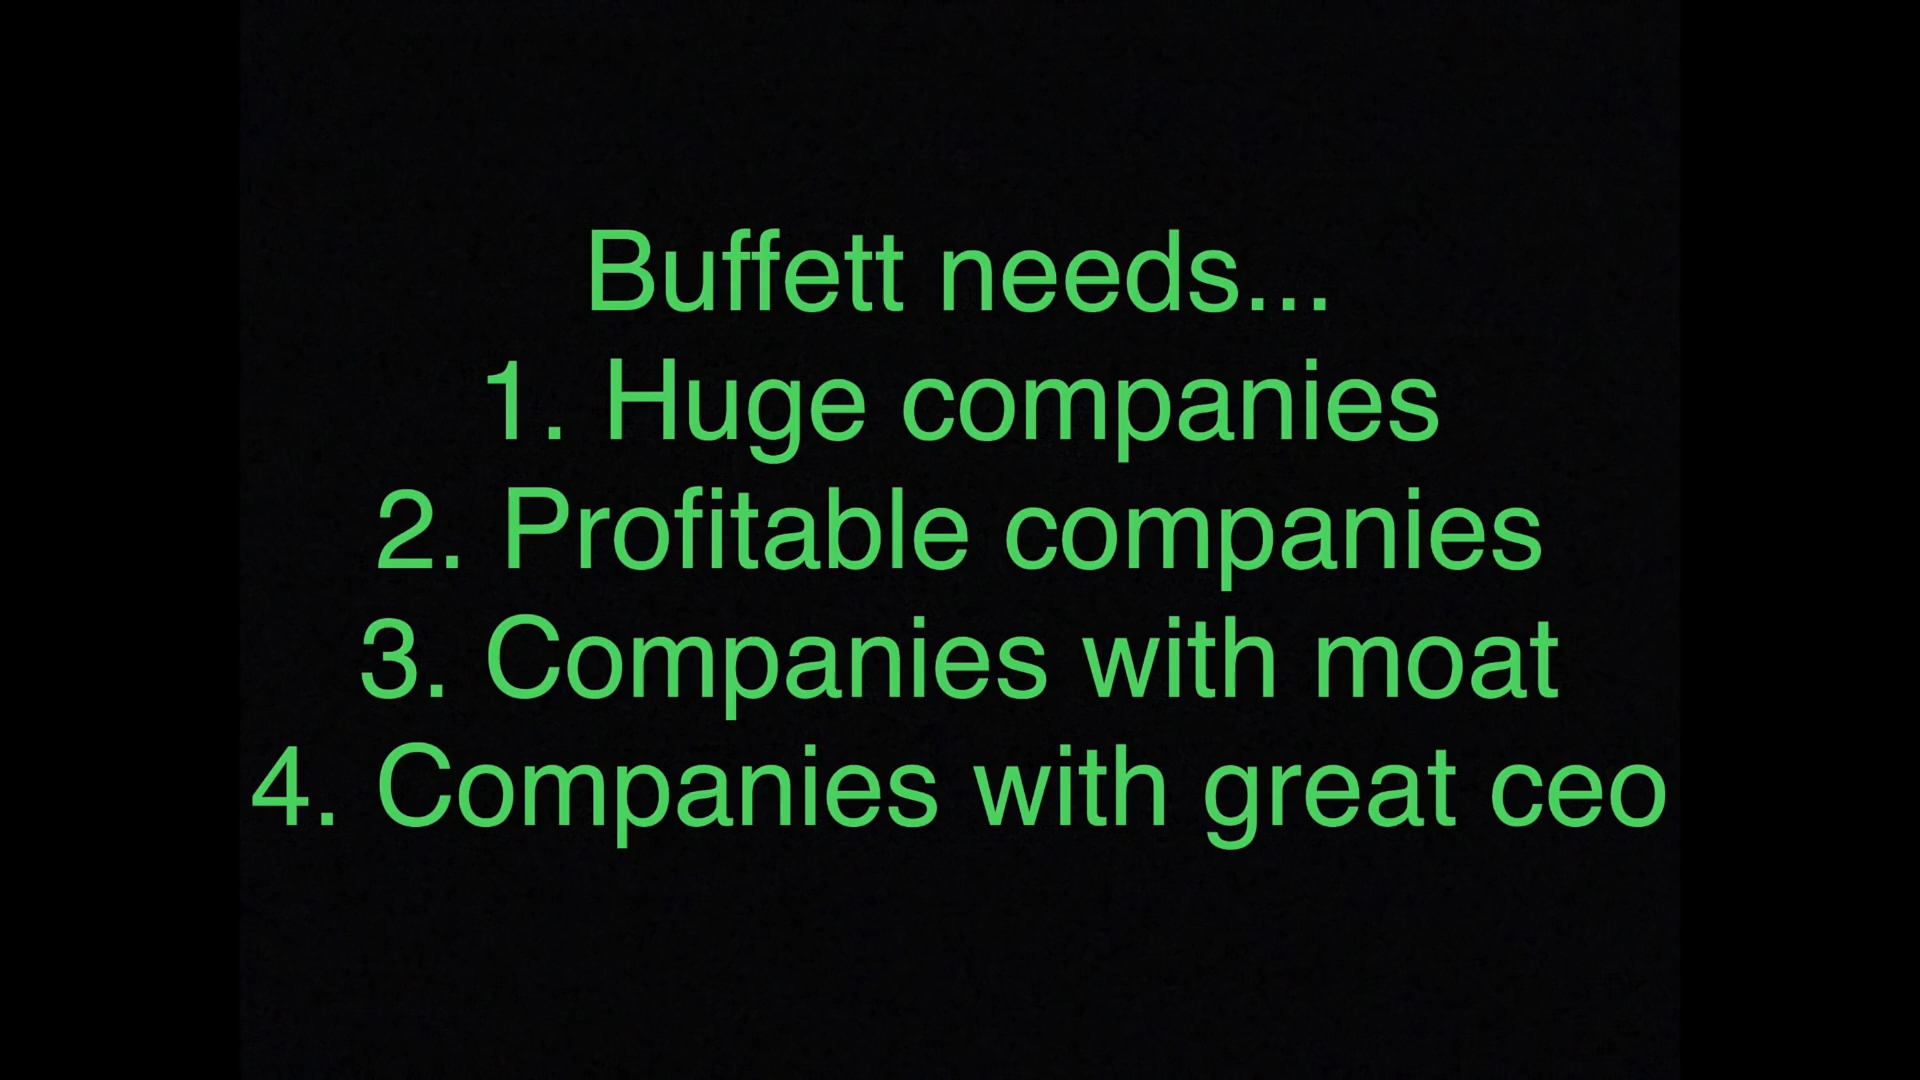 Buffett needs...
1. Huge companies
2. Profitable companies
3. Companies with moat
4. Companies with great ceo